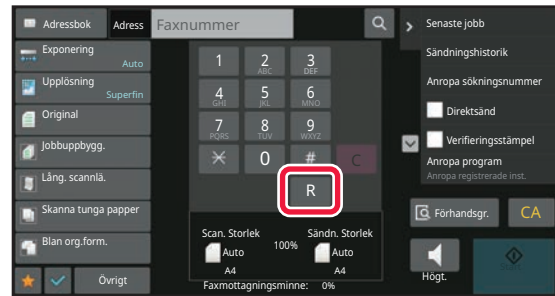 Adressbok
Adress
Faxnummer
Exponering
Auto
Upplösning
Superfin
Original
Jobbuppbygg.
Lång. scannlä.
Skanna tunga papper
Blan org.form.
Övrigt
1
2
ABC
3
DEF
4
GHI
5
JKL
6
MNO
7
PQRS
8
TUV
9
WXYZ
0
#
C
R
Scan. Storlek
Auto
A4
100%
Sändn. Storlek
Auto
A4
Faxmottagningsminne: 0%
Senaste jobb
Sändningshistorik
Anropa sökningsnummer
Direktsänd
Verifieringsstämpel
Anropa program
Anropa registrerade inst.
Förhandsgr.
CA
Högt.
Start